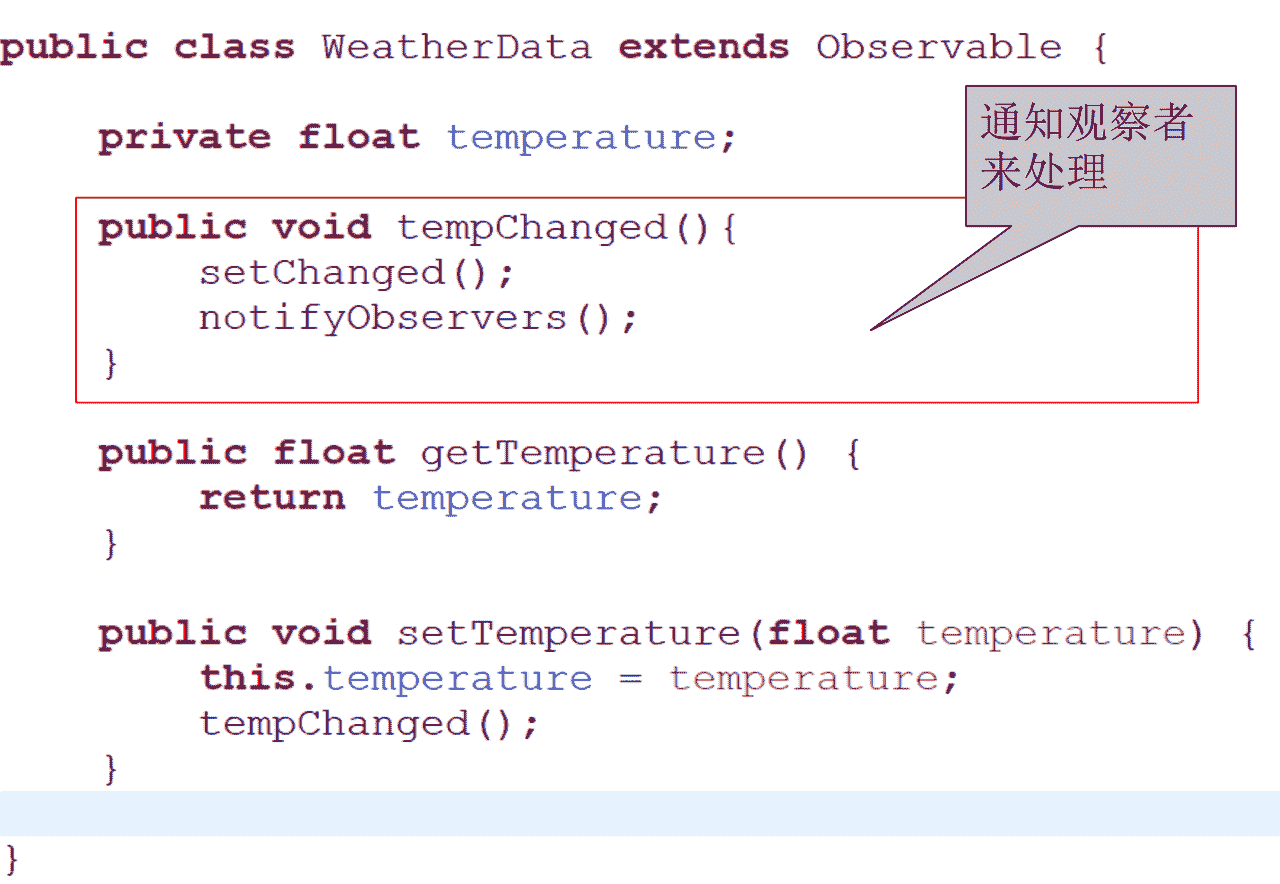 public class WeatherData extends Observable {
private float temperature;
通知观察者
来处理
public void tempChanged(){
setChanged();
notifyObservers();
}
public float getTemperature() {
return temperature;
}
public void setTemperature(float temperature) {
this.temperature = temperature;
tempChanged();
}
}